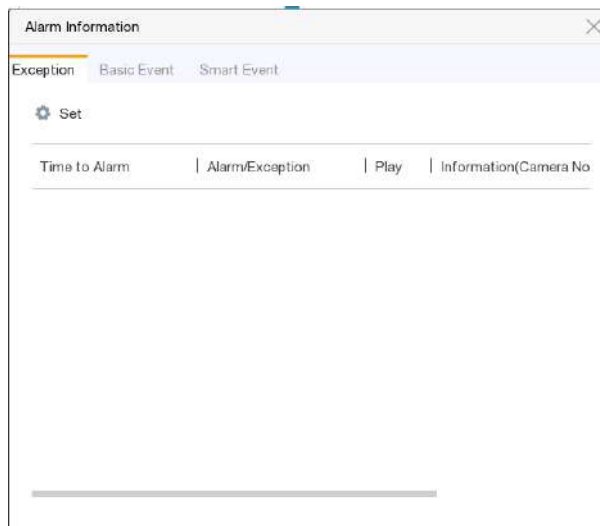 Alarm Information
Exception Basic Event Smart Event
Set
Time to Alarm | Alarm/Exception | Play | Information(Camera No